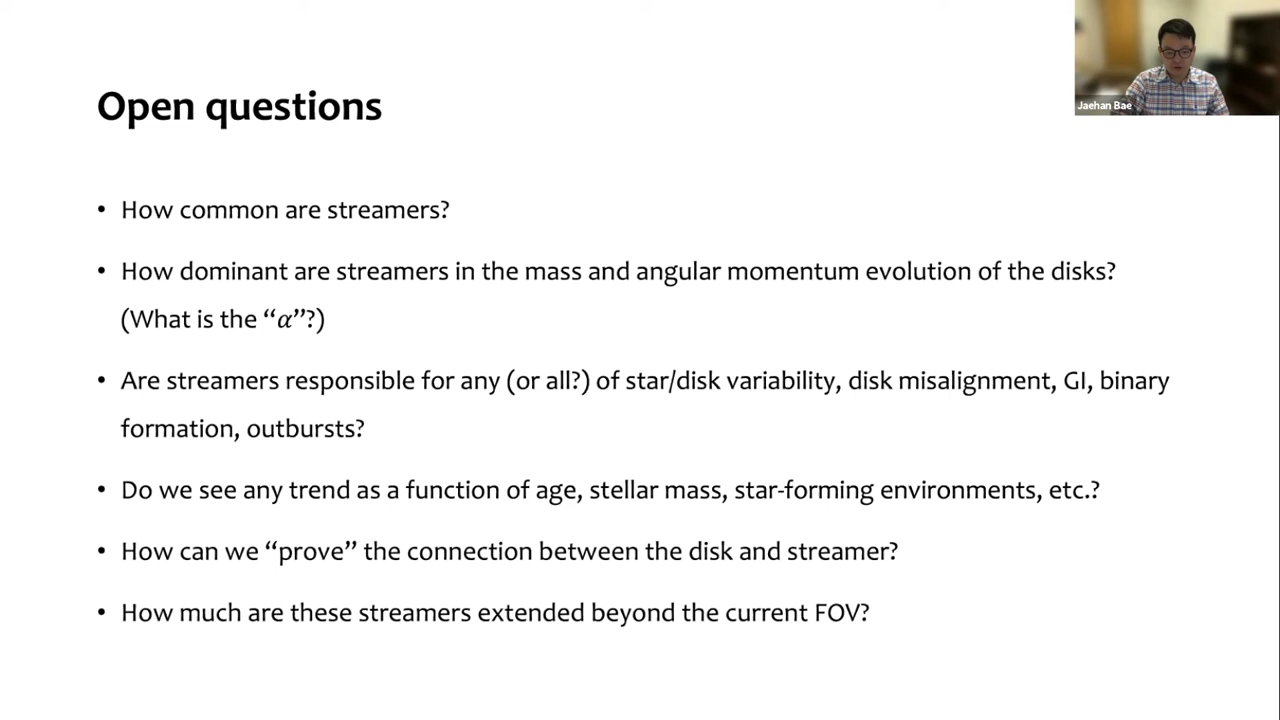 Jaehan Bae
Open questions
• How common are streamers?
• How dominant are streamers in the mass and angular momentum evolution of the disks?
(What is the “α”?)
• Are streamers responsible for any (or all?) of star/disk variability, disk misalignment, GI, binary
formation, outbursts?
• Do we see any trend as a function of age, stellar mass, star-forming environments, etc.?
• How can we “prove” the connection between the disk and streamer?
• How much are these streamers extended beyond the current FOV?